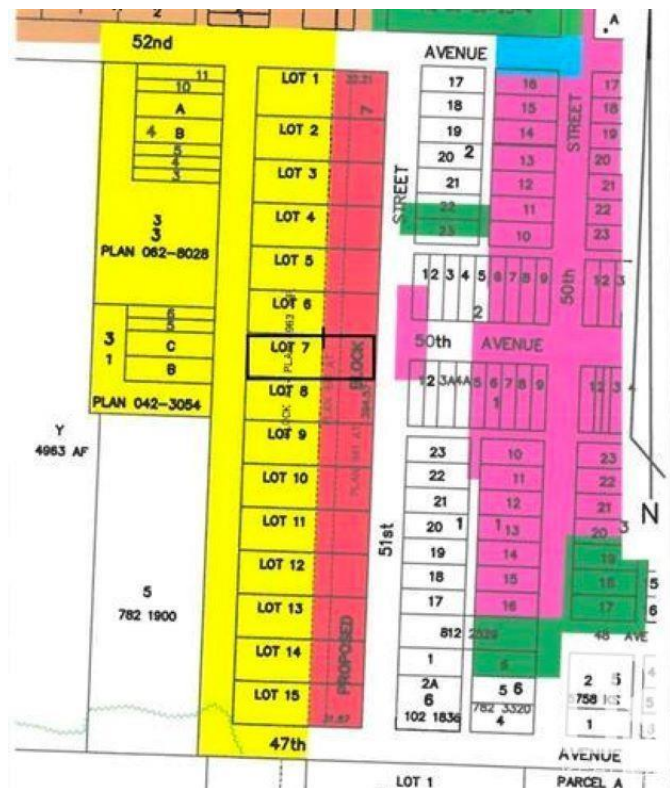 2
1
A
52nd
AVENUE
11
10
A
4 B
5
4
3
3
3
PLAN 062-8028
6
5
C
B
3
1
PLAN 042-3054
Y
4963 AF
5
782 1900
LOT 1
LOT 2
LOT 3
LOT 4
LOT 5
LOT 6
LOT 7
LOT 8
LOT 9
LOT 10
LOT 11
LOT 12
LOT 13
LOT 14
LOT 15
7
BLOCK
PROPOSED
31.67
47th
STREET
51st
17
18
19
20 2
21
22
23
1 2 3 4 5 6 7 8 9
2
16
15
14
13
12
11
10
STREET
50th
17
18
19
20
21
22
23
1 2 3
50th AVENUE
1 2 3A 4A 5 6 7 8 9
1
1 2 3 4
23
22
21
20 1
19
18
17
10
11
12
1 13
14
15
16
23
22
21
20 3
19
18
17
N
5
6
812 2529
48 AVE
1
2A
6
102 1836
6
5 6
782 3320
4
2 5
5758 KS
1
4
5
3
AVENUE
LOT 1
PARCEL A